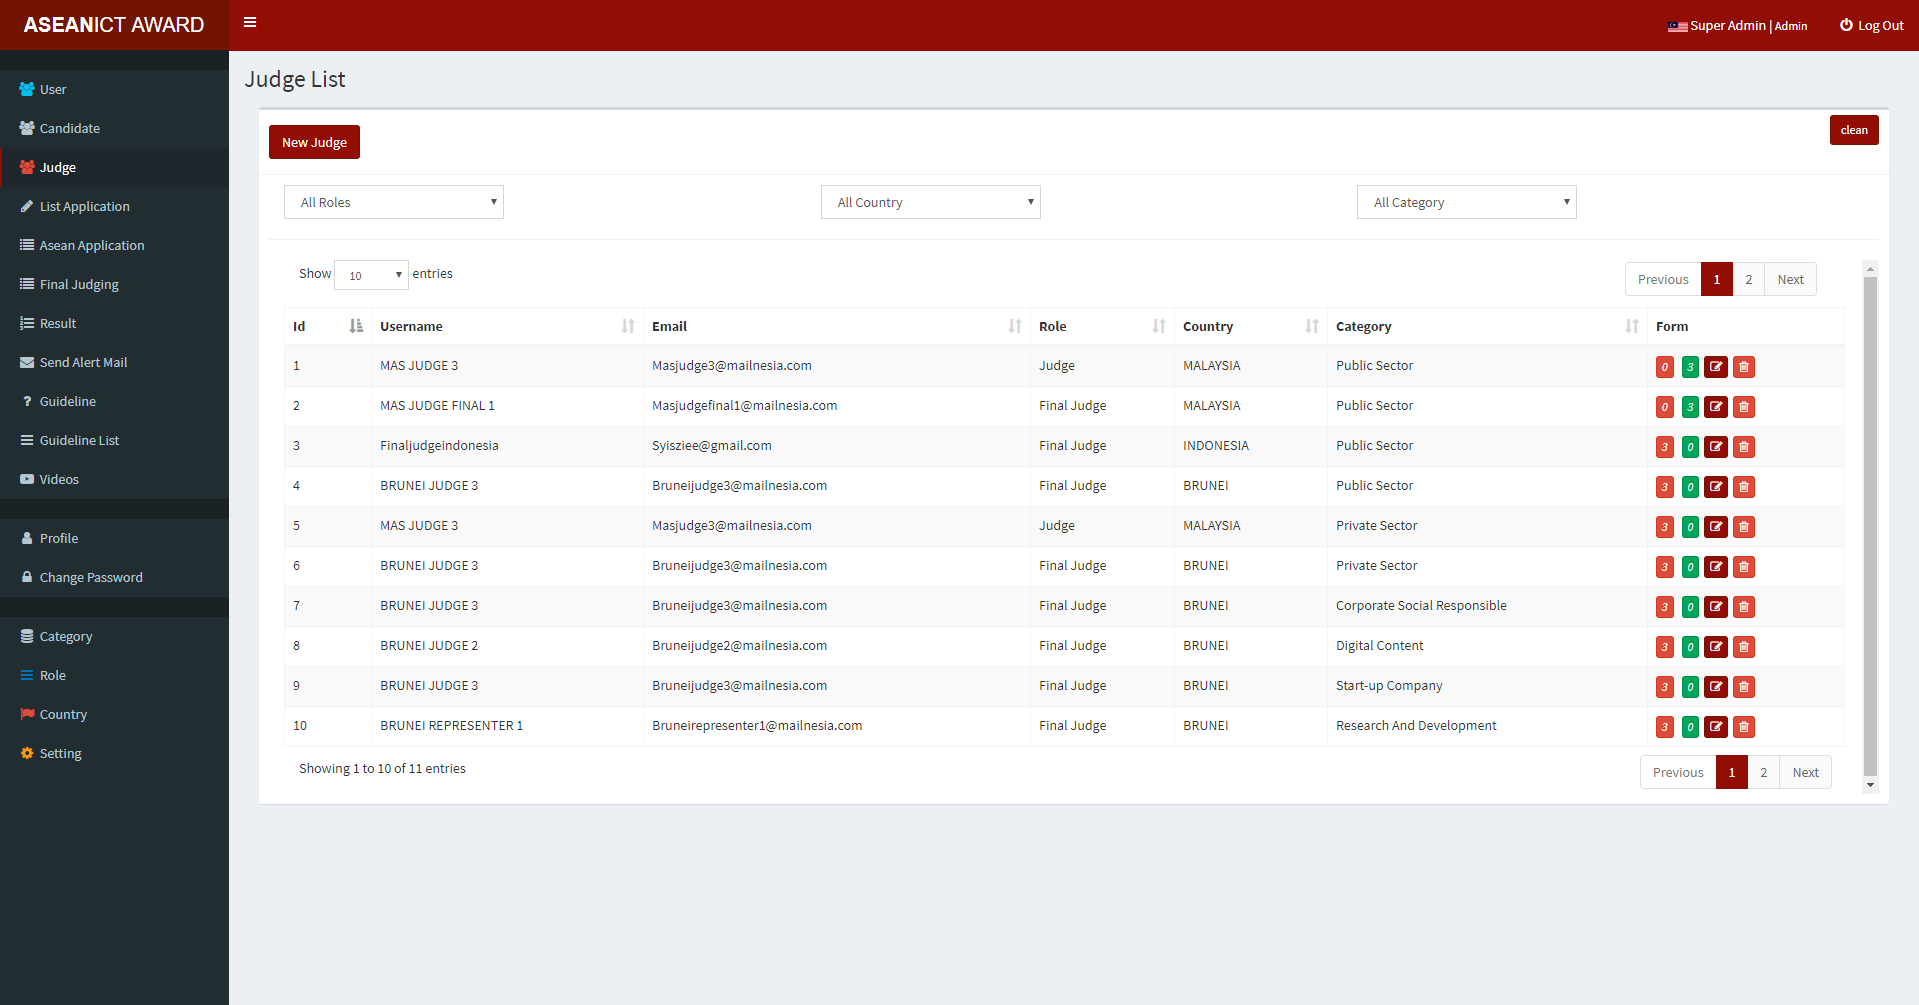 ASEANICT AWARD
Super Admin | Admin
Log Out
User
Candidate
Judge
List Application
Asean Application
Final Judging
Result
Send Alert Mail
? Guideline
Guideline List
Videos
Profile
Change Password
Category
Role
Country
Setting
Judge List
New Judge
clean
All Roles
All Country
All Category
Show 10 entries
Previous 1 2 Next
Id Username Email Role Country Category Form
1 MAS JUDGE 3 Masjudge3@mailnesia.com Judge MALAYSIA Public Sector 0 3
2 MAS JUDGE FINAL 1 Masjudgefinal1@mailnesia.com Final Judge MALAYSIA Public Sector 0 3
3 Finaljudgeindonesia Syisziee@gmail.com Final Judge INDONESIA Public Sector 3 0
4 BRUNEI JUDGE 3 Bruneijudge3@mailnesia.com Final Judge BRUNEI Public Sector 3 0
5 MAS JUDGE 3 Masjudge3@mailnesia.com Judge MALAYSIA Private Sector 3 0
6 BRUNEI JUDGE 3 Bruneijudge3@mailnesia.com Final Judge BRUNEI Private Sector 3 0
7 BRUNEI JUDGE 3 Bruneijudge3@mailnesia.com Final Judge BRUNEI Corporate Social Responsible 3 0
8 BRUNEI JUDGE 2 Bruneijudge2@mailnesia.com Final Judge BRUNEI Digital Content 3 0
9 BRUNEI JUDGE 3 Bruneijudge3@mailnesia.com Final Judge BRUNEI Start-up Company 3 0
10 BRUNEI REPRESENTER 1 Bruneirepresenter1@mailnesia.com Final Judge BRUNEI Research And Development 3 0
Showing 1 to 10 of 11 entries
Previous 1 2 Next